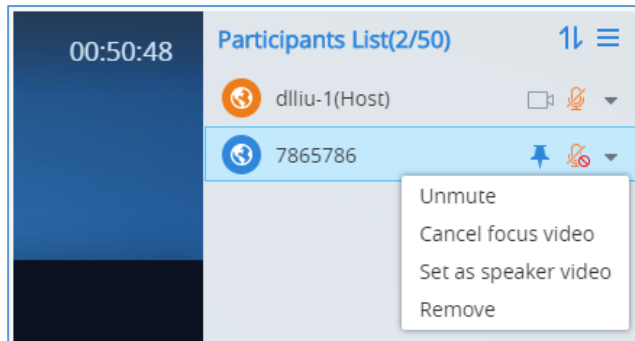 00:50:48
Participants List(2/50)
dlliu-1(Host)
7865786
Unmute
Cancel focus video
Set as speaker video
Remove